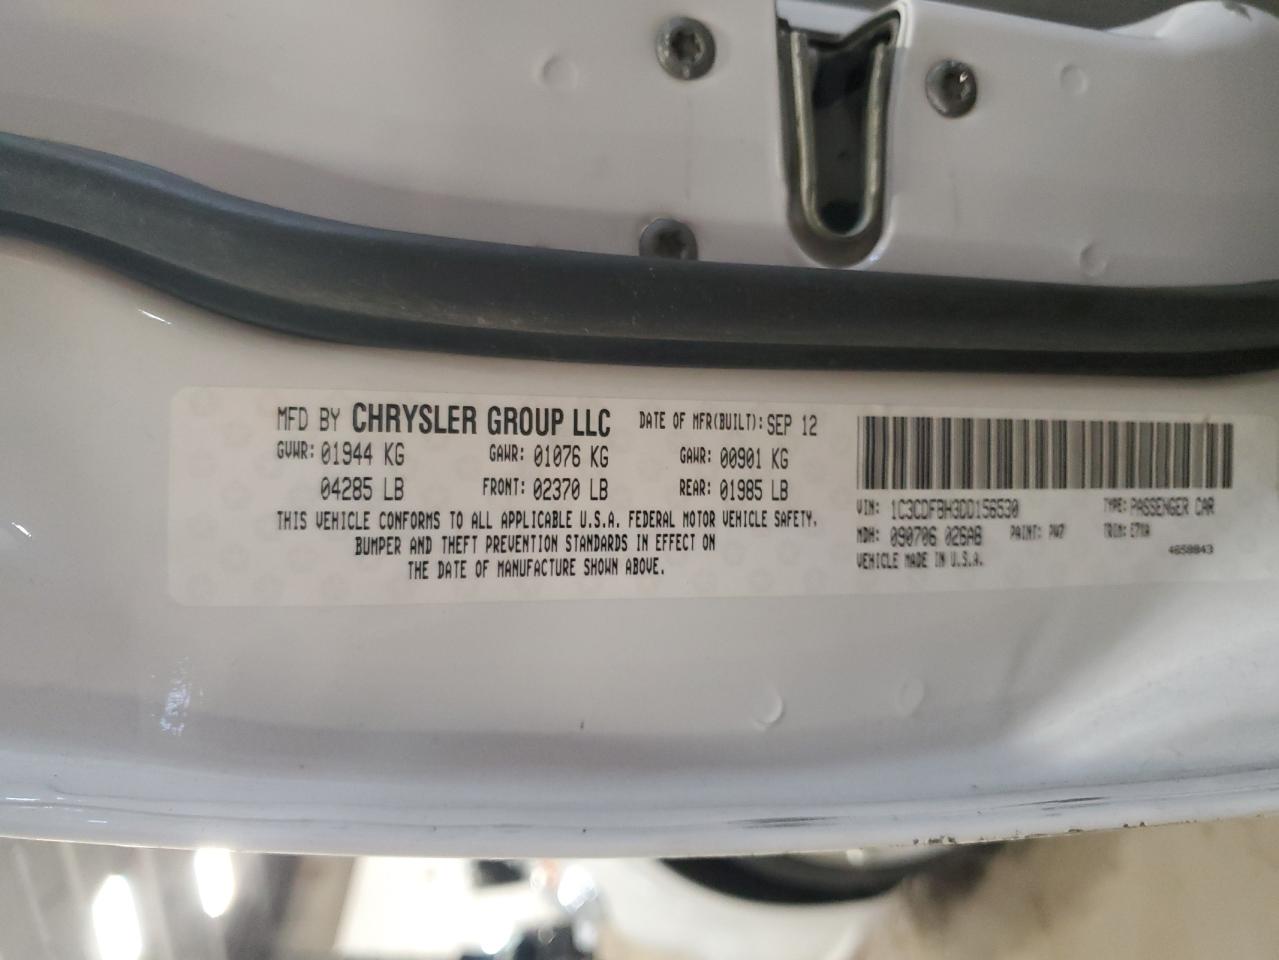 MFD BY CHRYSLER GROUP LLC DATE OF MFR(BUILT): SEP 12
GVWR: 01944 KG GAWR: 01076 KG GAWR: 00901 KG
04285 LB FRONT: 02370 LB REAR: 01985 LB
THIS VEHICLE CONFORMS TO ALL APPLICABLE U.S.A. FEDERAL MOTOR VEHICLE SAFETY,
BUMPER AND THEFT PREVENTION STANDARDS IN EFFECT ON
THE DATE OF MANUFACTURE SHOWN ABOVE.
VIN: 1C3CDFBH3DD156530 TYPE: PASSENGER CAR
MDH: 090706 026AB PAINT: PW7 TRIM:
VEHICLE MADE IN U.S.A. 4658843